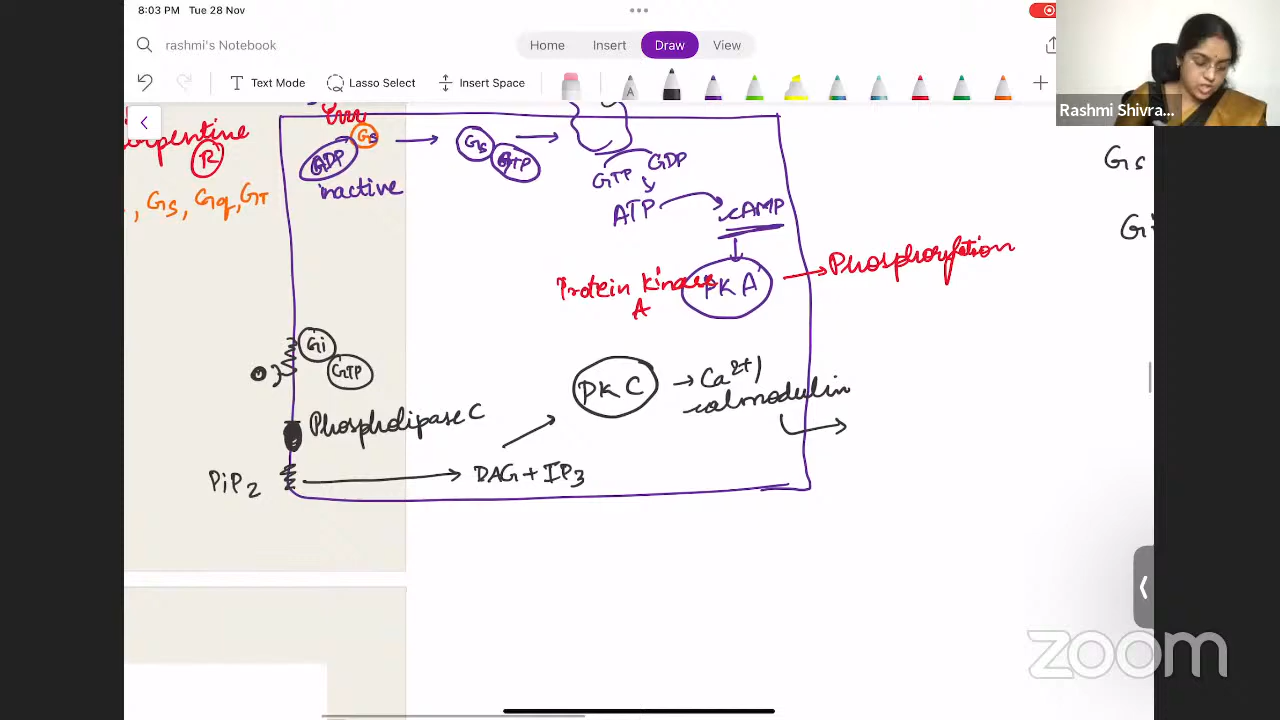 8:03 PM Tue 28 Nov
rashmi's Notebook
Home Insert Draw View
Text Mode Lasso Select Insert Space
Rashmi Shivra...
R
Gs, Gq, GT
GDP Gs
inactive
Gs GTP
GTP GDP
ATP cAMP
Protein kinase
A
PKA
Phosphorylation
Gs
Gi
Gi
GTP
PKC
Ca2+/
calmodulin
Phospholipase C
PiP2
DAG + IP3
zoom